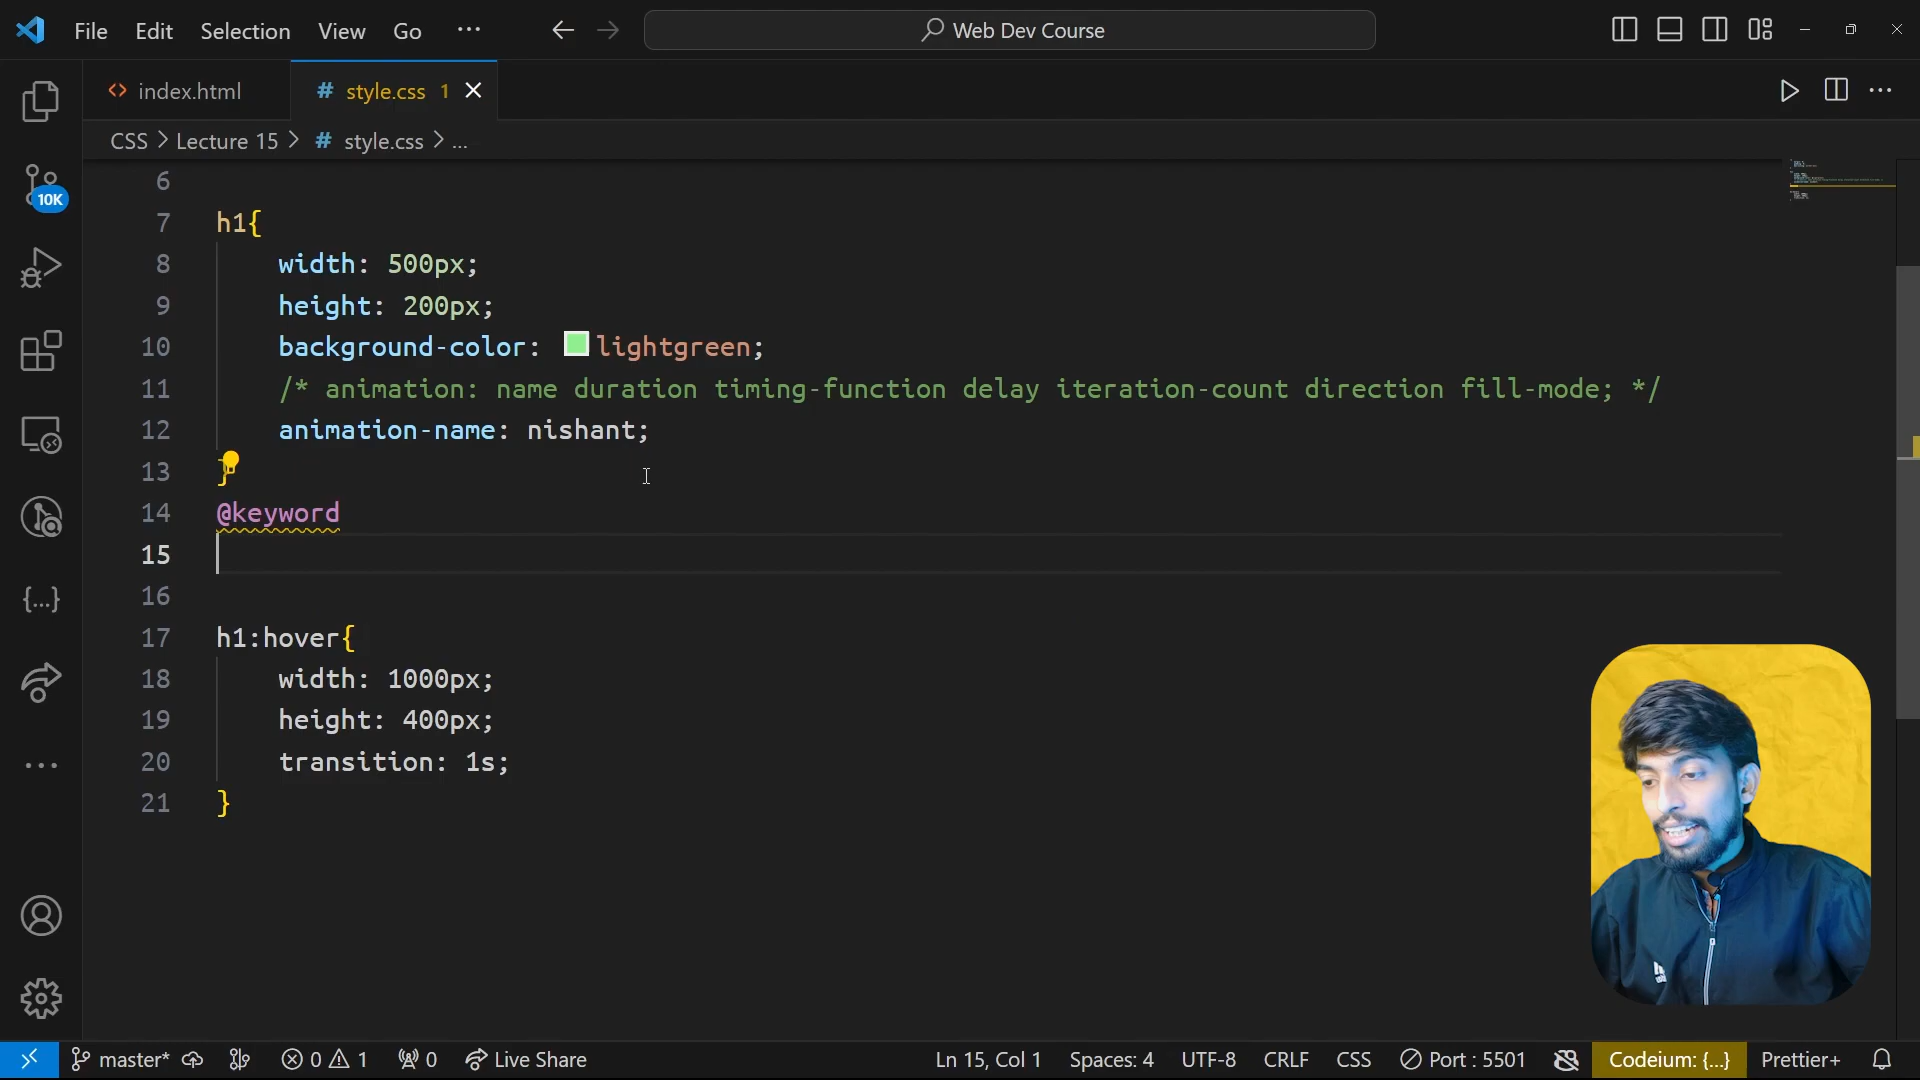 File Edit Selection View Go ··· Web Dev Course
index.html # style.css 1
CSS > Lecture 15 > # style.css > ...
6
7 h1{
8 width: 500px;
9 height: 200px;
10 background-color: lightgreen;
11 /* animation: name duration timing-function delay iteration-count direction fill-mode; */
12 animation-name: nishant;
13 }
14 @keyword
15
16
17 h1:hover{
18 width: 1000px;
19 height: 400px;
20 transition: 1s;
21 }
10K
master* 0 1 0 Live Share Ln 15, Col 1 Spaces: 4 UTF-8 CRLF CSS Port : 5501 Codeium: {...} Prettier+